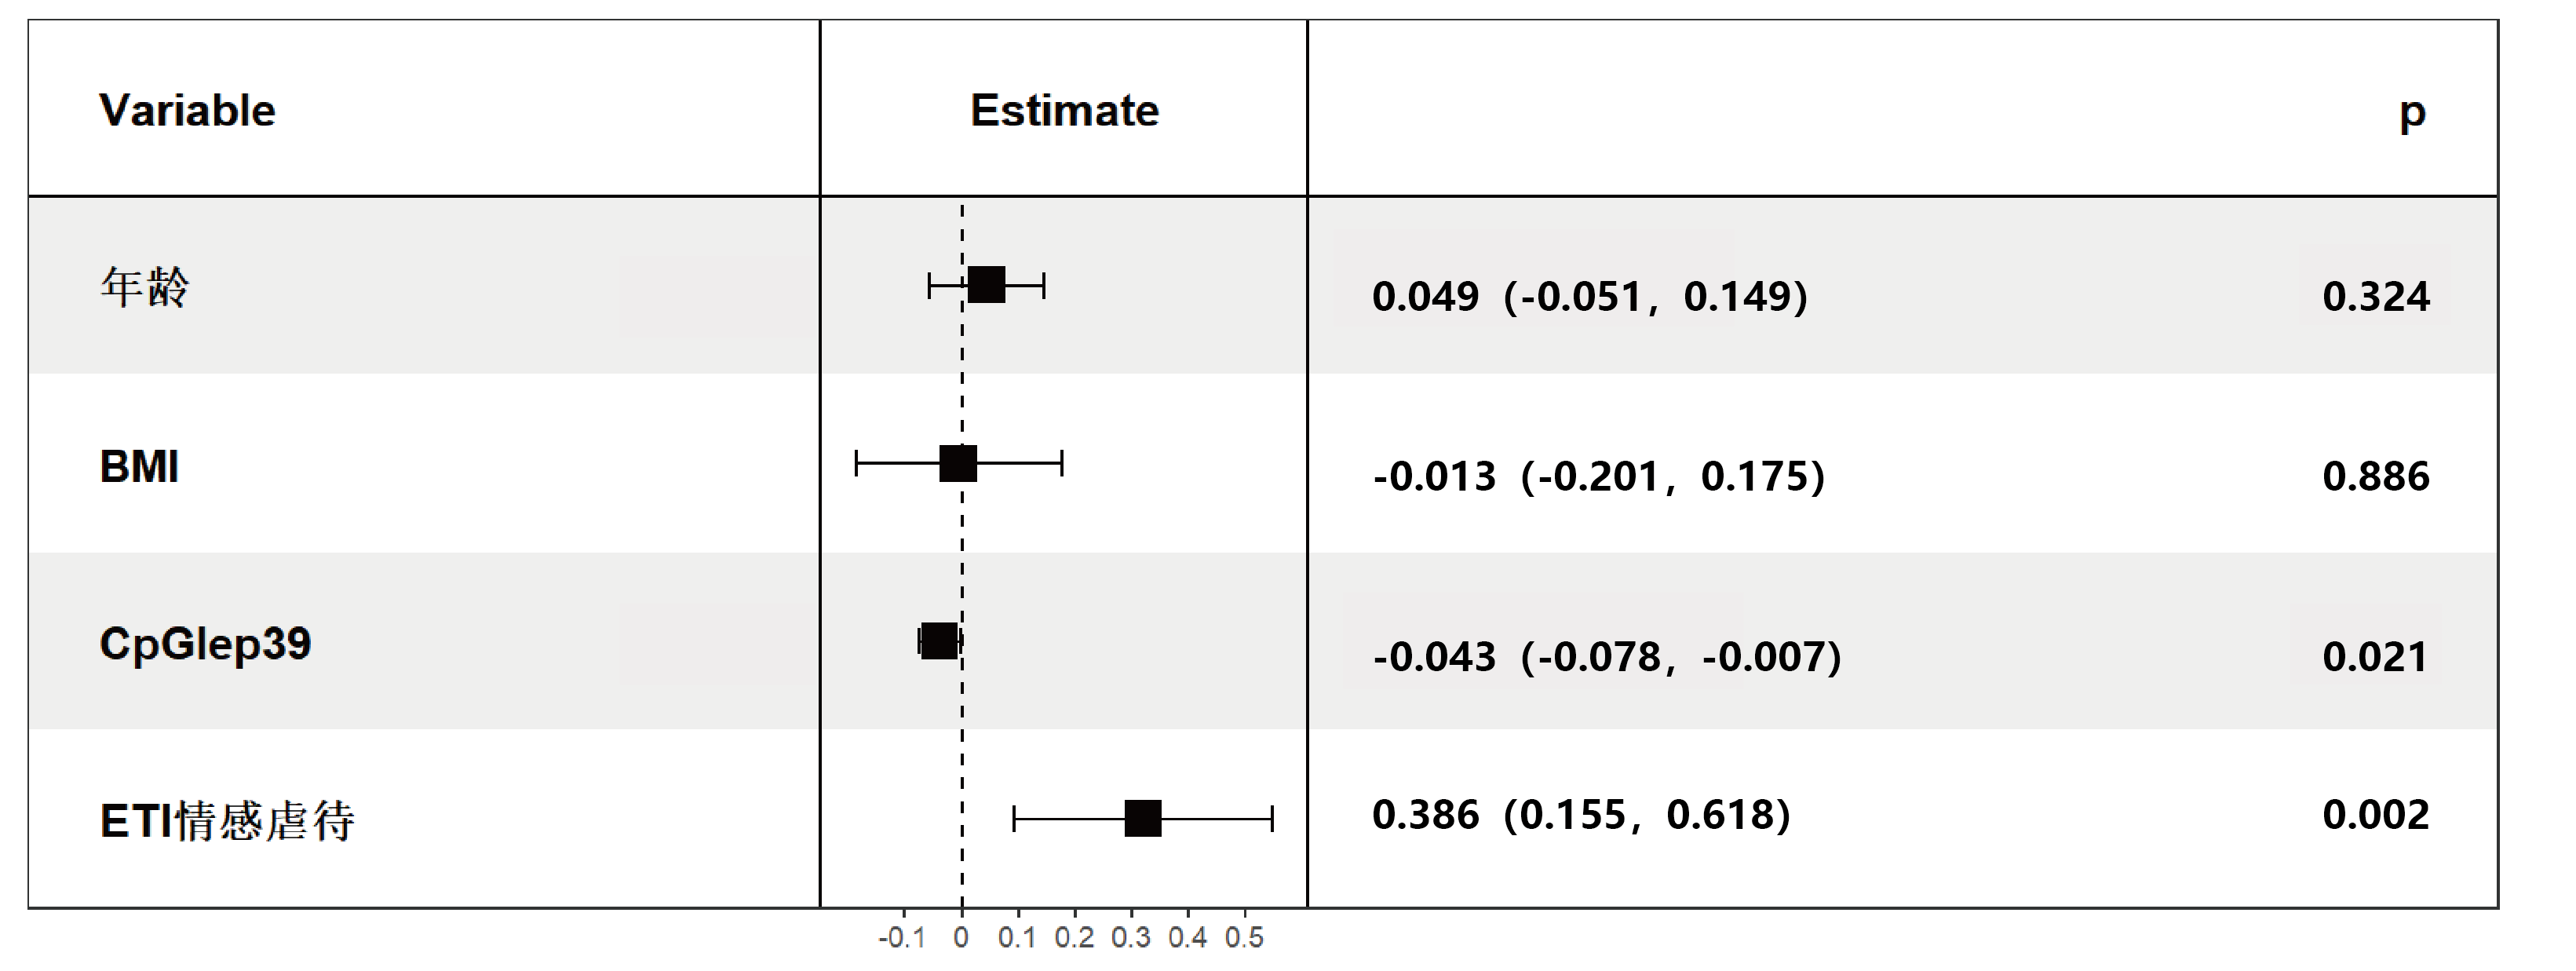 Variable Estimate p
年龄 0.049 (-0.051, 0.149) 0.324
BMI -0.013 (-0.201, 0.175) 0.886
CpGlep39 -0.043 (-0.078, -0.007) 0.021
ETI情感虐待 0.386 (0.155, 0.618) 0.002
-0.1 0 0.1 0.2 0.3 0.4 0.5